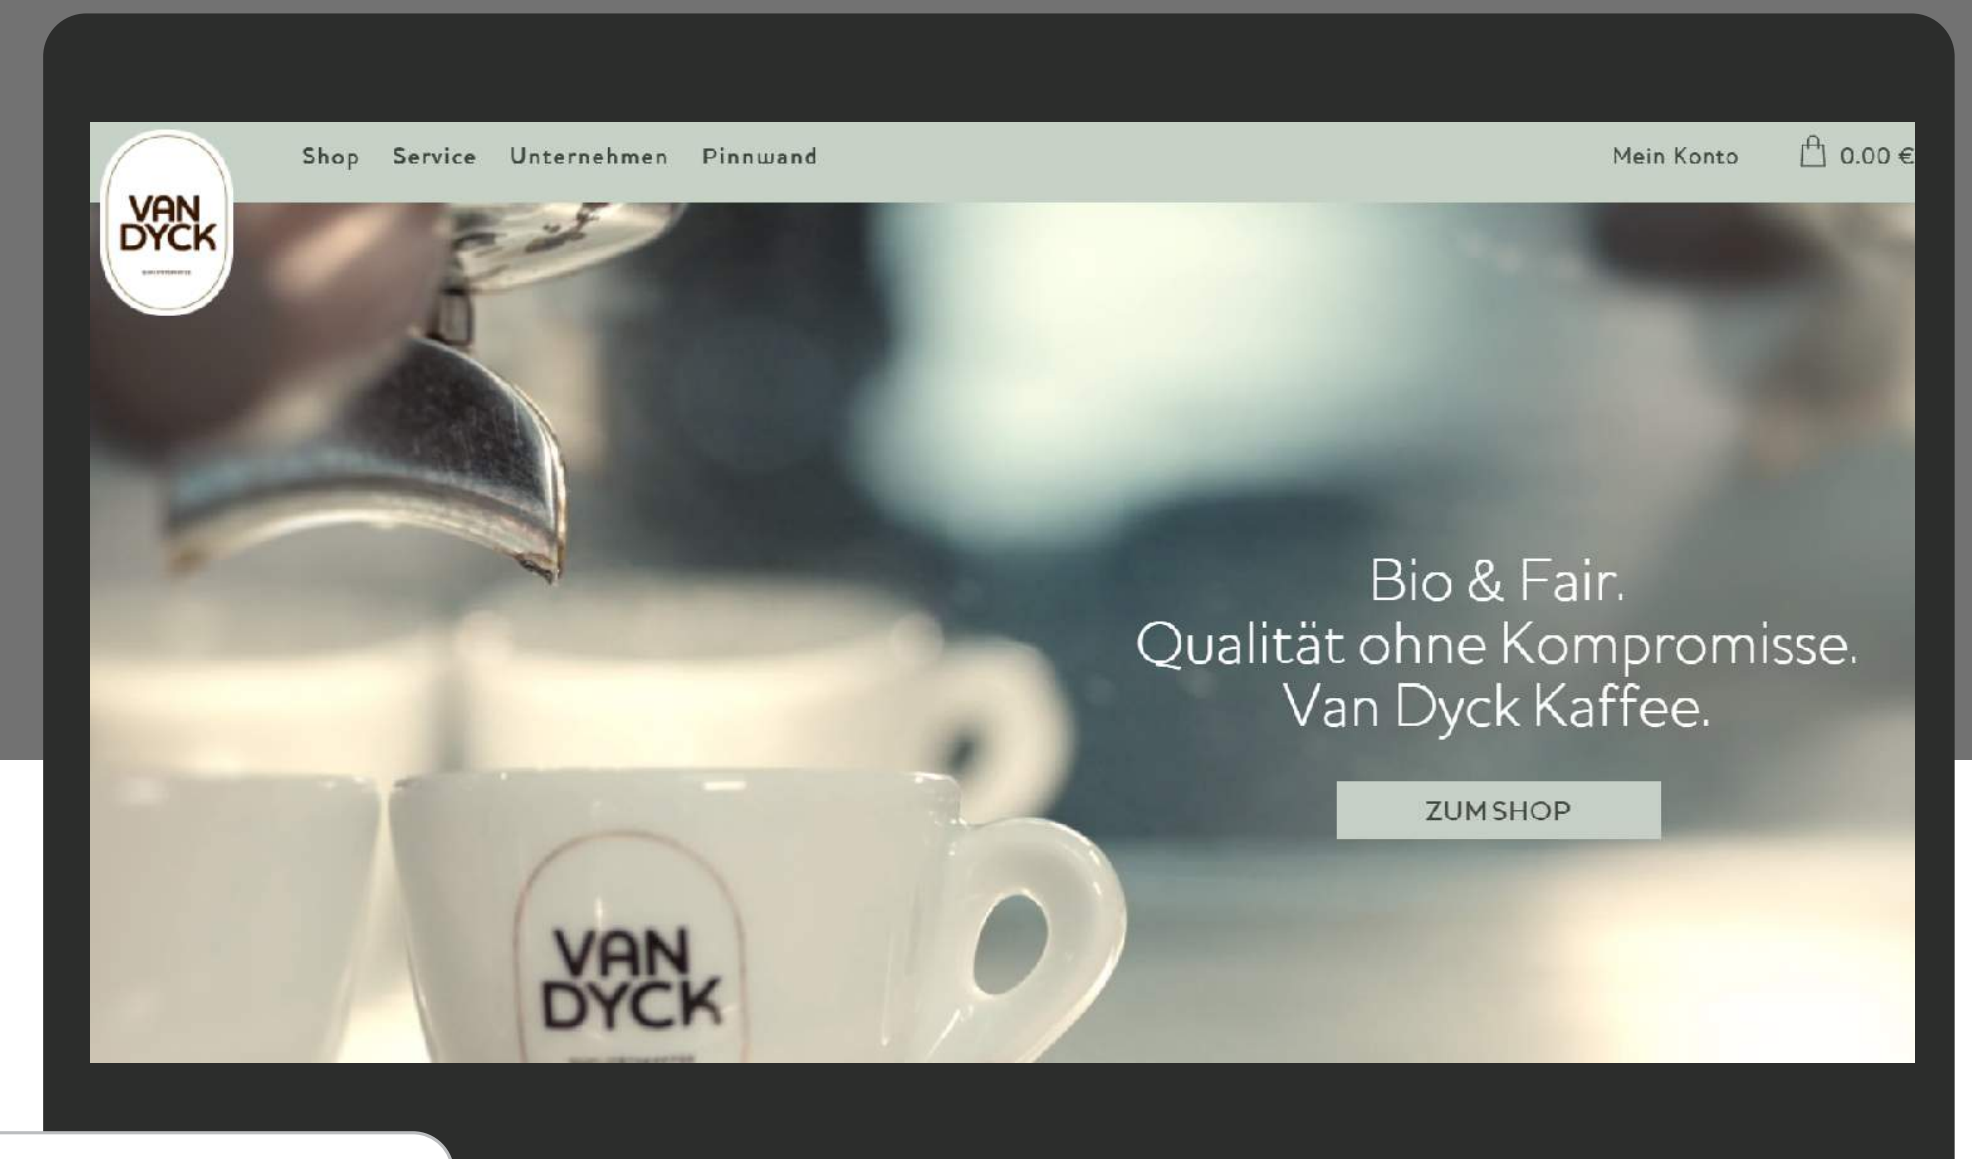 VAN
DYCK
Shop Service Unternehmen Pinnwand
Mein Konto 0.00 €
Bio & Fair.
Qualität ohne Kompromisse.
Van Dyck Kaffee.
ZUM SHOP
VAN
DYCK